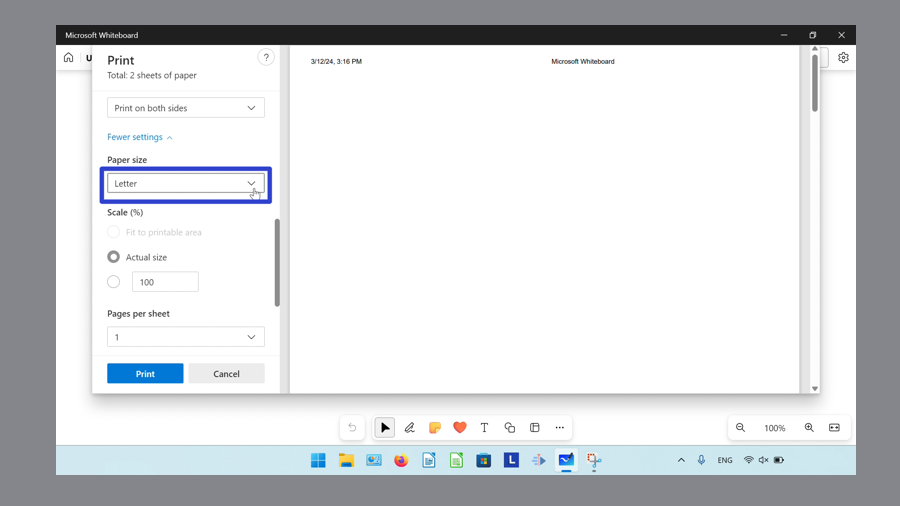 Microsoft Whiteboard
U
Print
?
Total: 2 sheets of paper
Print on both sides
Fewer settings
Paper size
Letter
Scale (%)
Fit to printable area
Actual size
100
Pages per sheet
1
Print Cancel
3/12/24, 3:16 PM Microsoft Whiteboard
T
100%
L
ENG